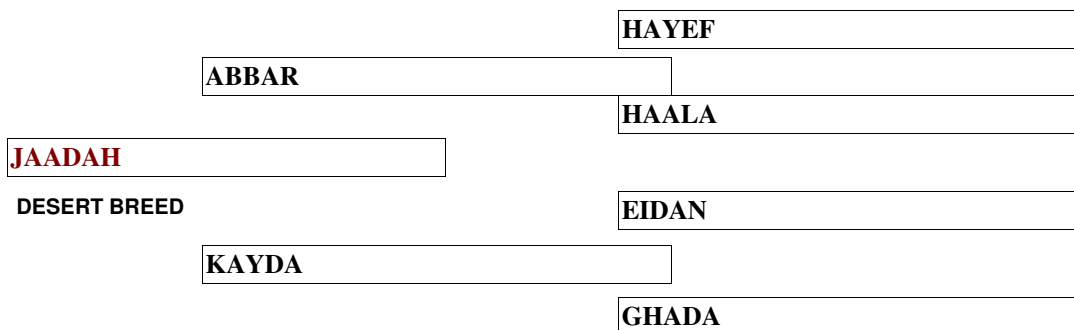 HAYEF
ABBAR
HAALA
JAADAH
DESERT BREED
EIDAN
KAYDA
GHADA